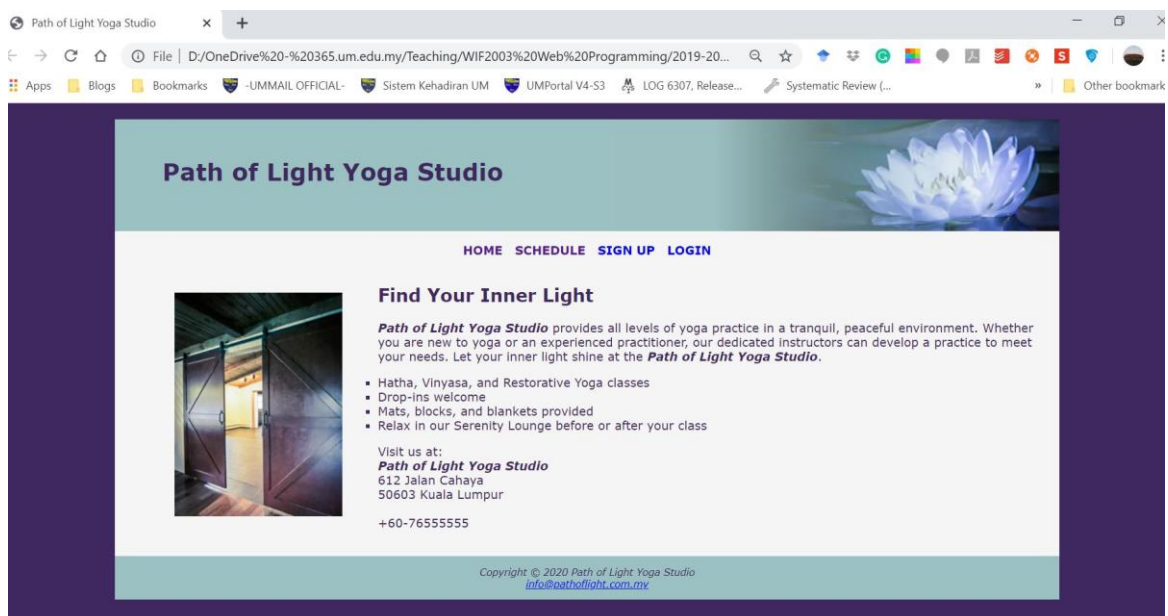 Path of Light Yoga Studio
File | D:/OneDrive%20-%20365.um.edu.my/Teaching/WIF2003%20Web%20Programming/2019-20...
Apps Blogs Bookmarks -UMMAIL OFFICIAL- Sistem Kehadiran UM UMPortal V4-S3 LOG 6307, Release... Systematic Review (... » Other bookmark
Path of Light Yoga Studio
HOME SCHEDULE SIGN UP LOGIN
Find Your Inner Light
Path of Light Yoga Studio provides all levels of yoga practice in a tranquil, peaceful environment. Whether
you are new to yoga or an experienced practitioner, our dedicated instructors can develop a practice to meet
your needs. Let your inner light shine at the Path of Light Yoga Studio.
▪ Hatha, Vinyasa, and Restorative Yoga classes
▪ Drop-ins welcome
▪ Mats, blocks, and blankets provided
▪ Relax in our Serenity Lounge before or after your class
Visit us at:
Path of Light Yoga Studio
612 Jalan Cahaya
50603 Kuala Lumpur
+60-76555555
Copyright © 2020 Path of Light Yoga Studio
info@pathoflight.com.my